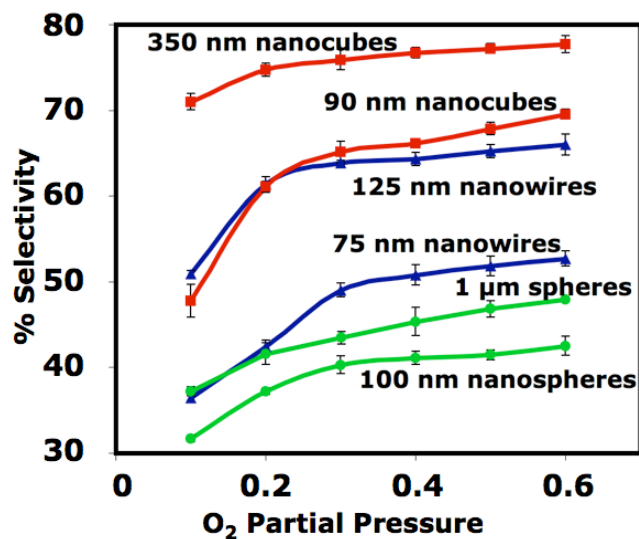 80
70
60
50
40
30
% Selectivity
350 nm nanocubes
90 nm nanocubes
125 nm nanowires
75 nm nanowires
1 µm spheres
100 nm nanospheres
0 0.2 0.4 0.6
O₂ Partial Pressure